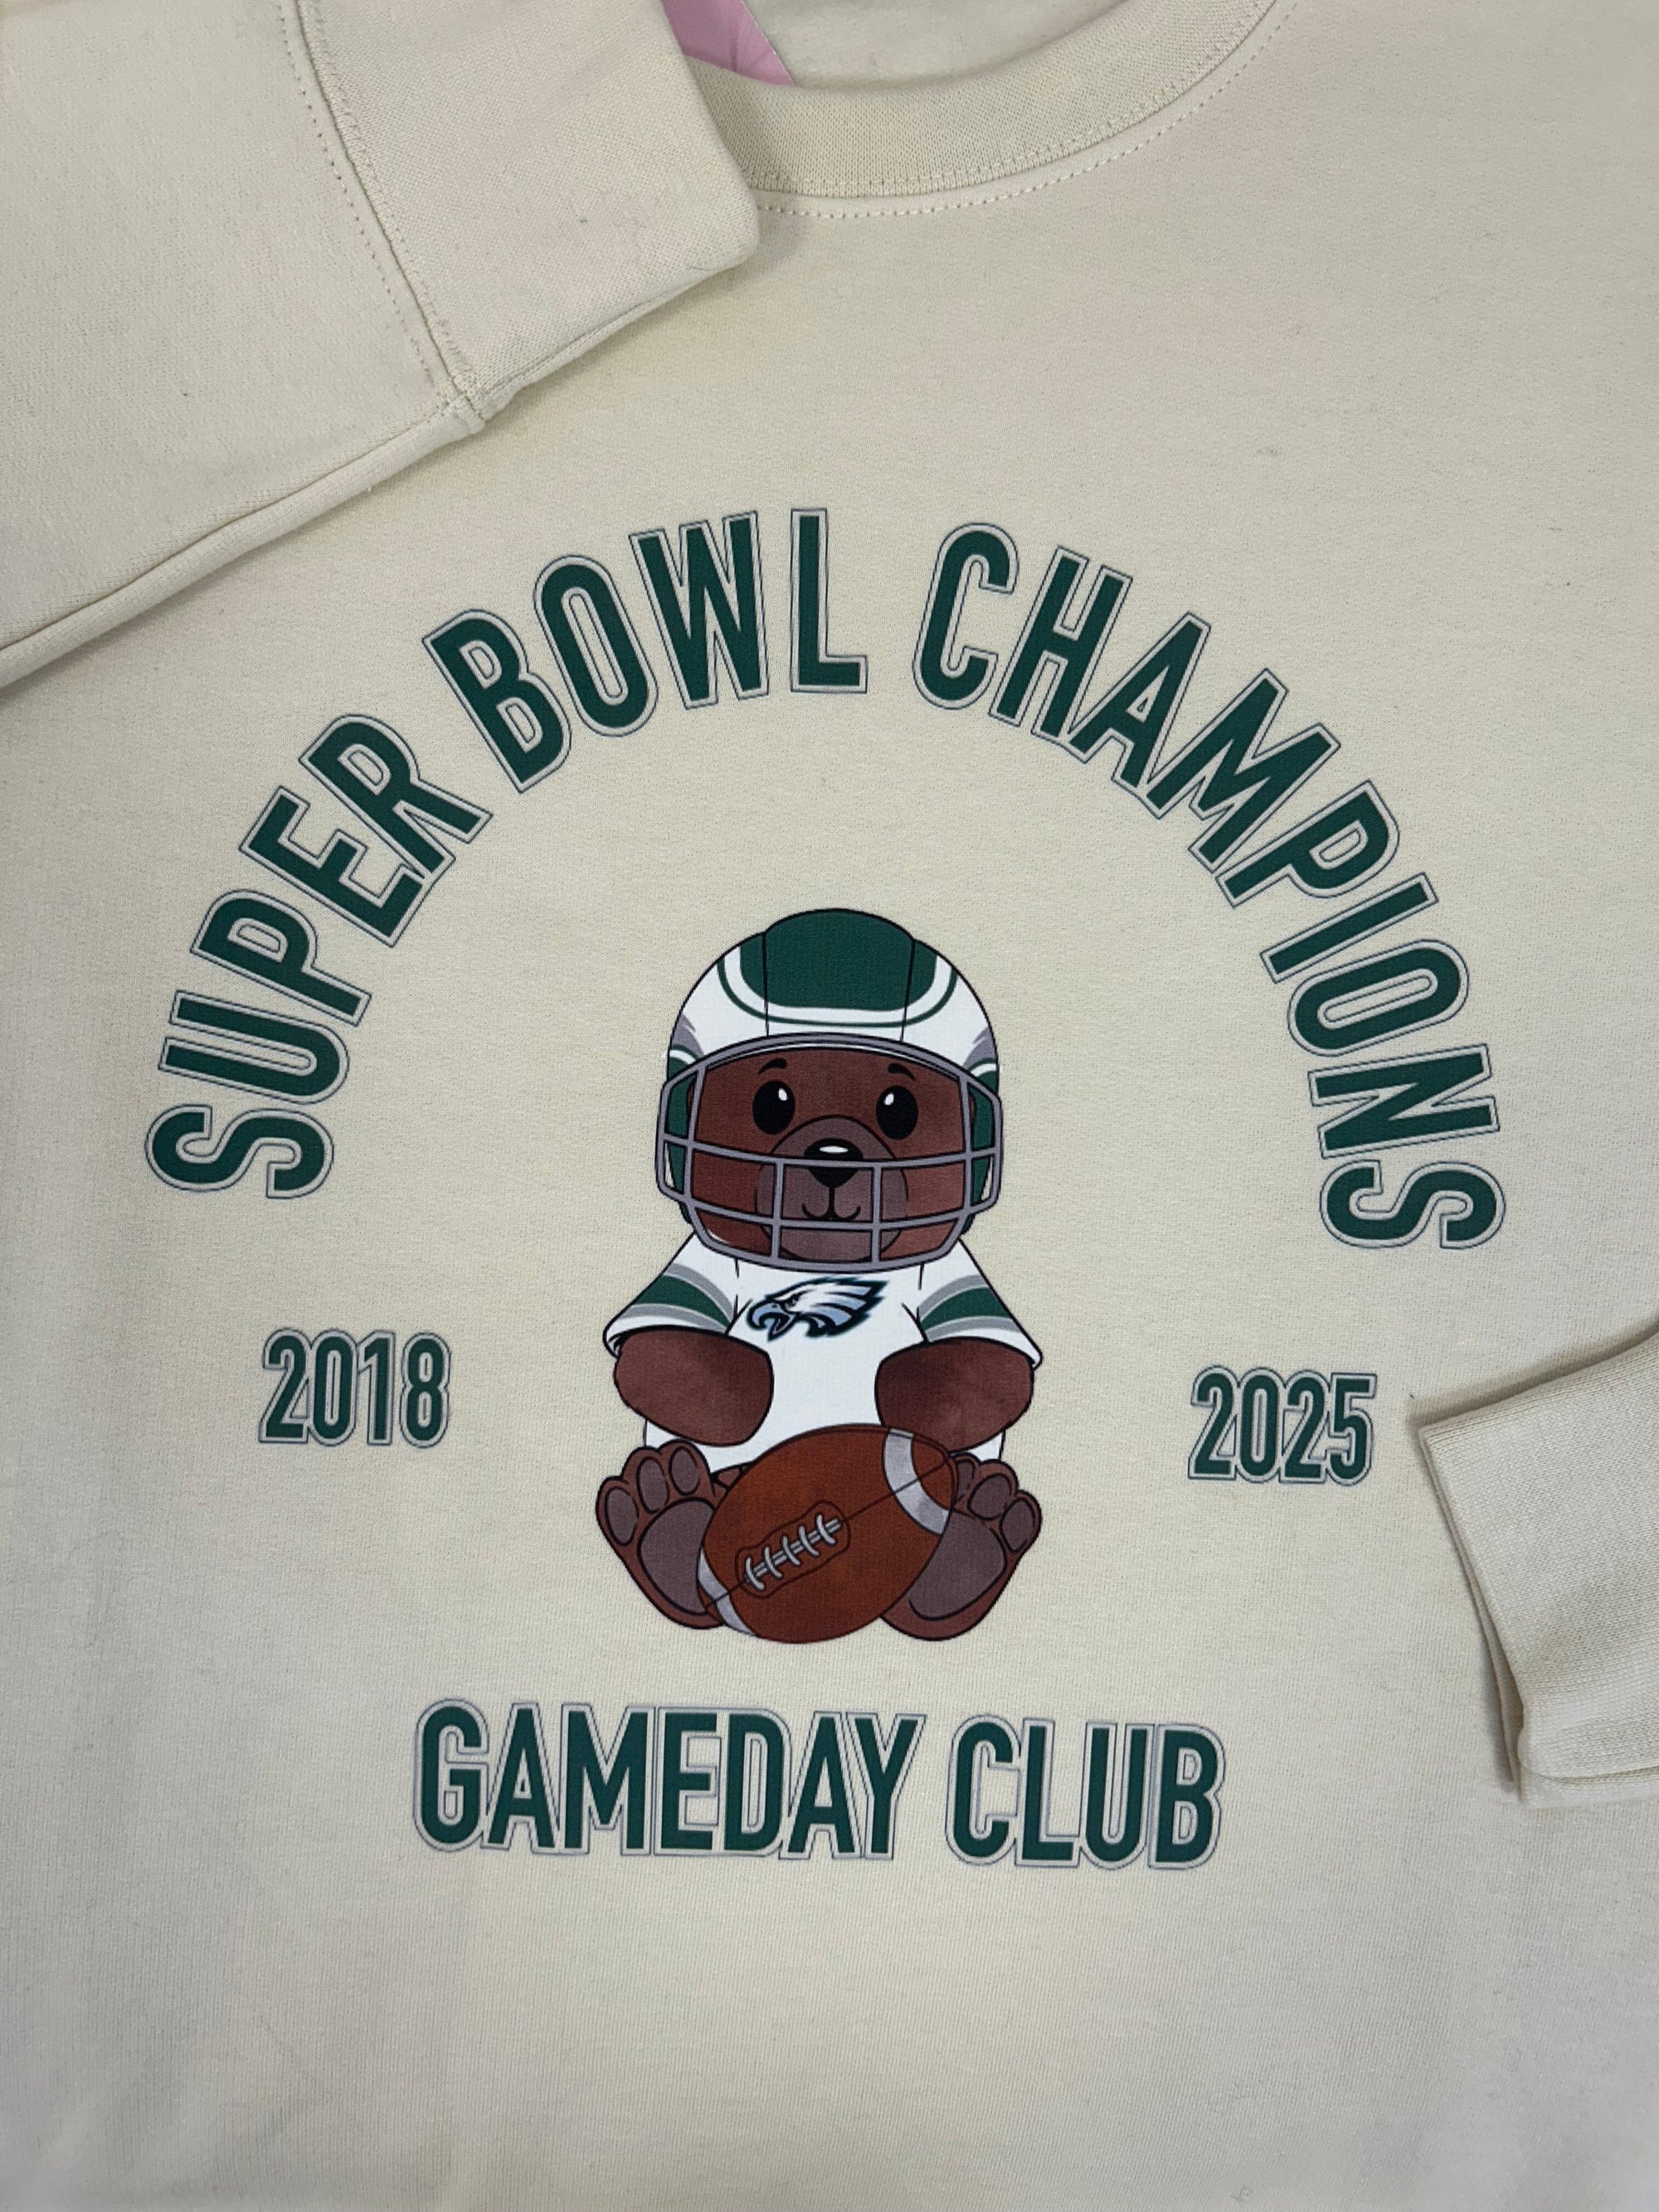 SUPER BOWL CHAMPIONS
2018
2025
GAMEDAY CLUB